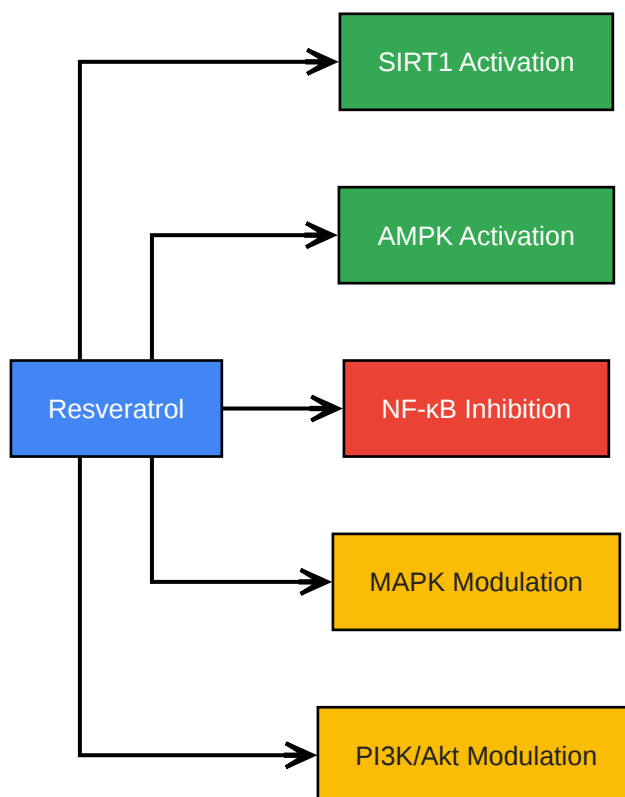 SIRT1 Activation
AMPK Activation
Resveratrol
NF-κB Inhibition
MAPK Modulation
PI3K/Akt Modulation